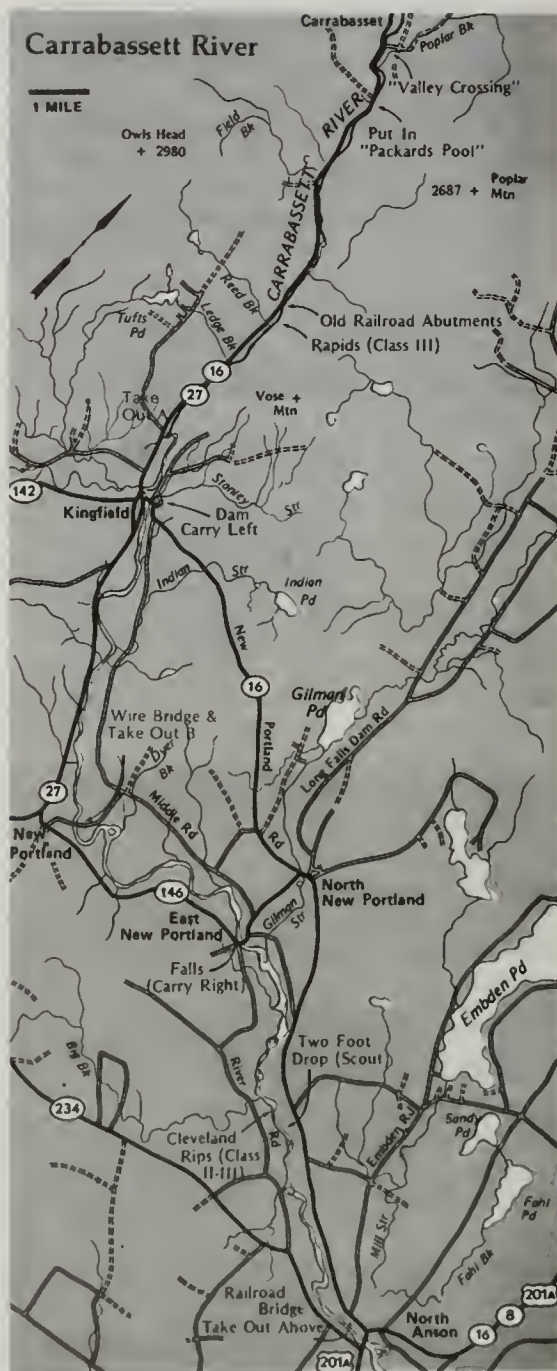 Carrabassett River
1 MILE
Carrabasset
Poplar Bk
"Valley Crossing"
RIVER
Put In
"Packards Pool"
Field
Bk
Owls Head
+ 2980
2687 + Poplar
Mtn
CARRABASSETT
Old Railroad Abutments
Rapids (Class III)
Reed Bk
Ledge Bk
Tufts
Pd
16
27
Take
Out A
Vose +
Mtn
142
Kingfield
Stanley
Str
Dam
Carry Left
Indian
Str
Indian
Pd
New
16
Portland
Rd
Gilman's
Pd
Long Falls Dam Rd
Wire Bridge &
Take Out B
Dyer
Bk
27
Middle Rd
New
Portland
146
North
New Portland
East
New Portland
Gilman
Str
Falls
(Carry Right)
Embden Pd
Two Foot
Drop (Scout)
Big
Bk
River
Rd
234
Cleveland
Rips (Class
II-III)
Embden Rd
Sandy
Pd
Mill Str
Fahi
Pd
Fahi Bk
Railroad
Bridge
Take Out Above
North
Anson
201A
8
16
201A